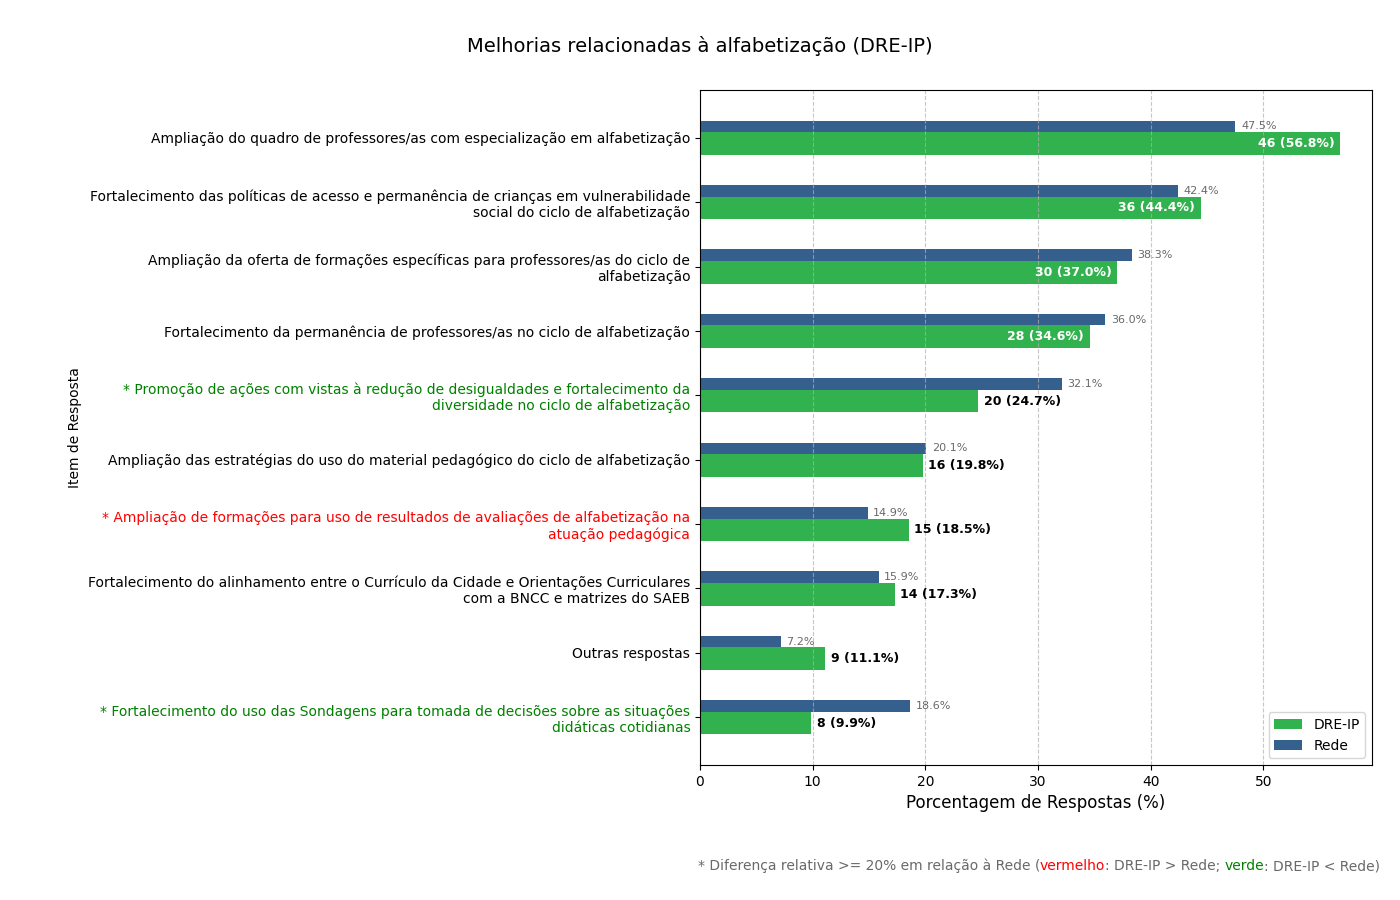 Melhorias relacionadas à alfabetização (DRE-IP)
Item de Resposta
Ampliação do quadro de professores/as com especialização em alfabetização
47.5%
46 (56.8%)
Fortalecimento das políticas de acesso e permanência de crianças em vulnerabilidade
social do ciclo de alfabetização
42.4%
36 (44.4%)
Ampliação da oferta de formações específicas para professores/as do ciclo de
alfabetização
38.3%
30 (37.0%)
Fortalecimento da permanência de professores/as no ciclo de alfabetização
36.0%
28 (34.6%)
* Promoção de ações com vistas à redução de desigualdades e fortalecimento da
diversidade no ciclo de alfabetização
32.1%
20 (24.7%)
Ampliação das estratégias do uso do material pedagógico do ciclo de alfabetização
20.1%
16 (19.8%)
* Ampliação de formações para uso de resultados de avaliações de alfabetização na
atuação pedagógica
14.9%
15 (18.5%)
Fortalecimento do alinhamento entre o Currículo da Cidade e Orientações Curriculares
com a BNCC e matrizes do SAEB
15.9%
14 (17.3%)
Outras respostas
7.2%
9 (11.1%)
* Fortalecimento do uso das Sondagens para tomada de decisões sobre as situações
didáticas cotidianas
18.6%
8 (9.9%)
DRE-IP
Rede
0 10 20 30 40 50
Porcentagem de Respostas (%)
* Diferença relativa >= 20% em relação à Rede (vermelho: DRE-IP > Rede; verde: DRE-IP < Rede)